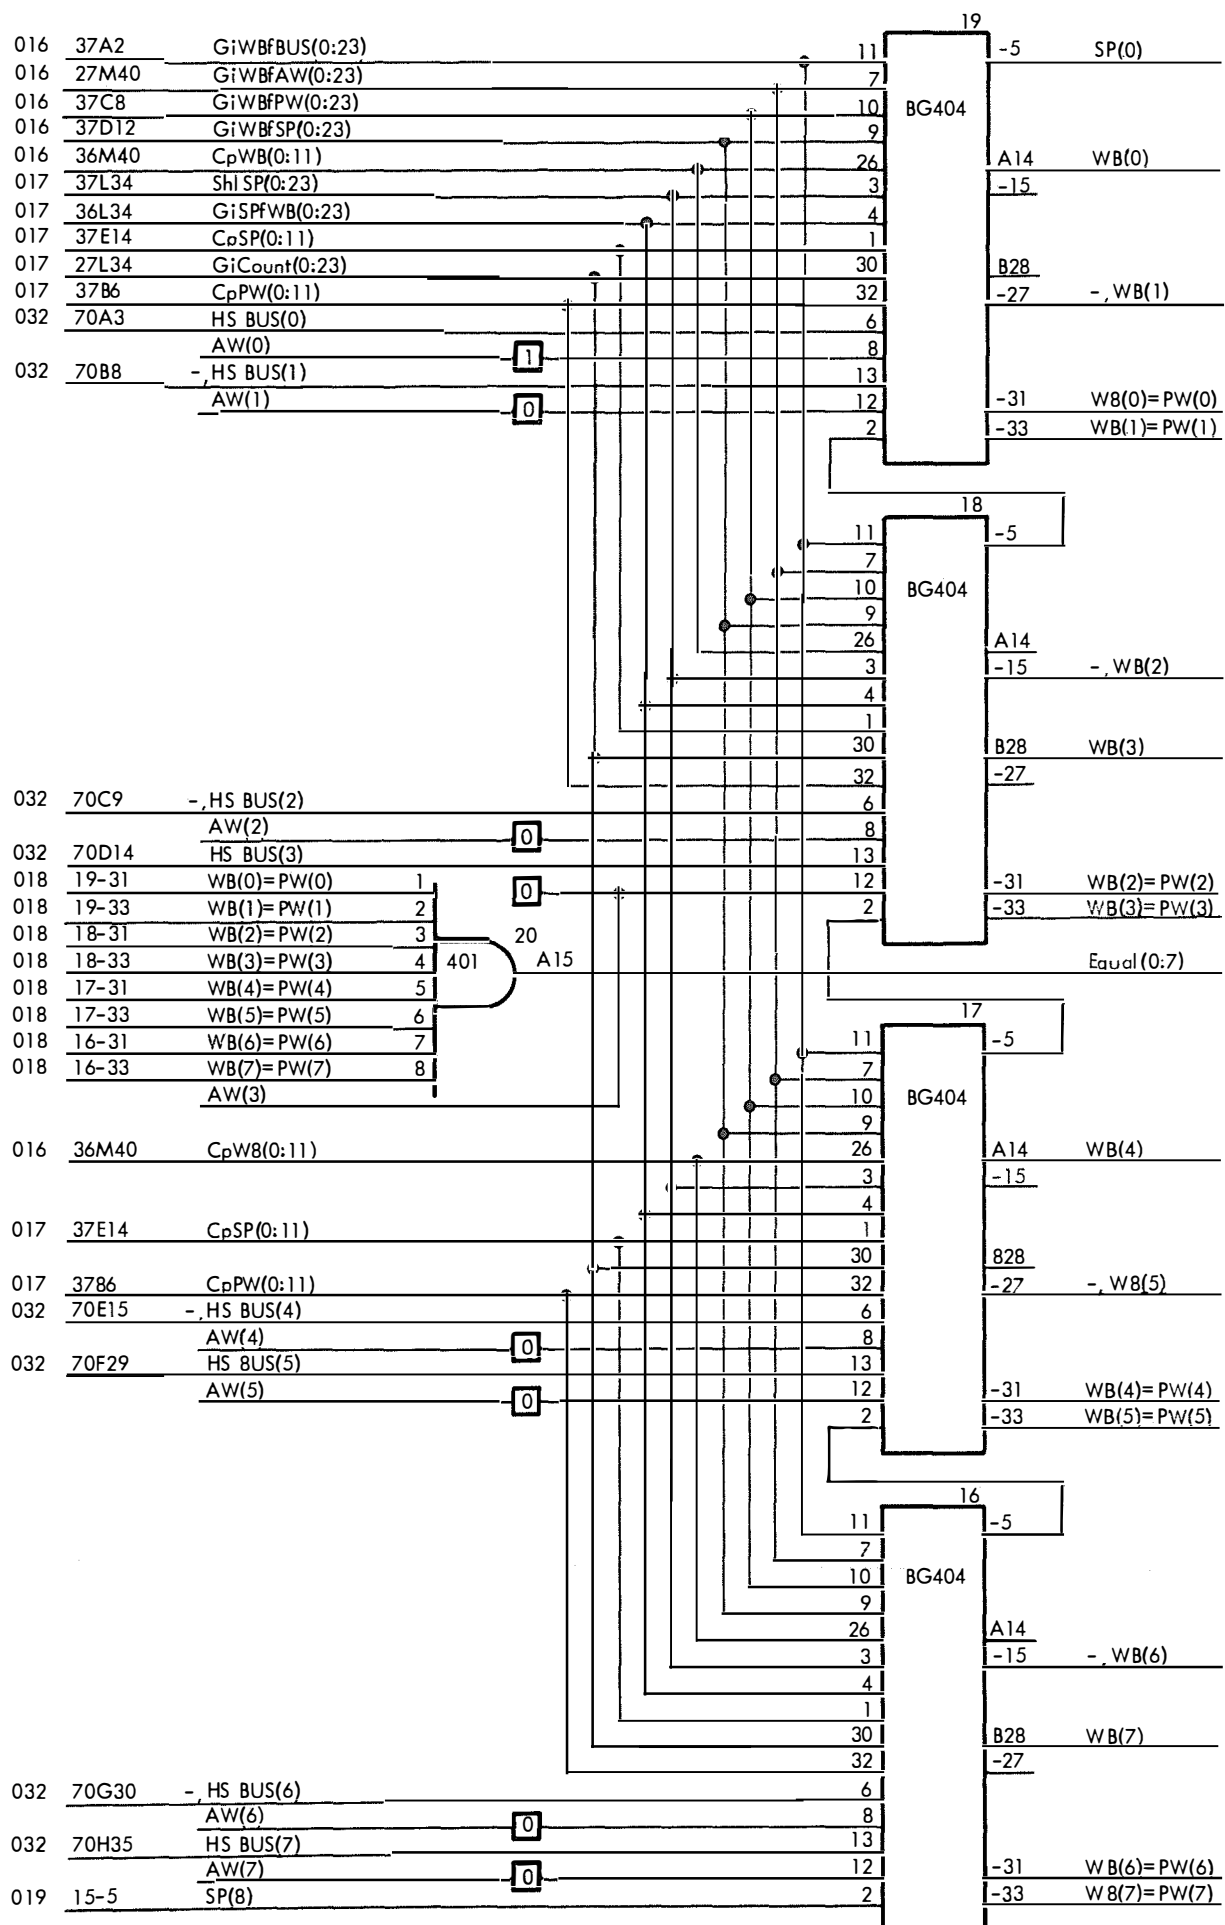 19
016 37A2 GiWBfBUS(0:23) 11 -5 SP(0)
016 27M40 GiWBfAW(0:23) 7
016 37C8 GiWBfPW(0:23) 10 BG404
016 37D12 GiWBfSP(0:23) 9
016 36M40 CpWB(0:11) 26 A14 WB(0)
017 37L34 ShlSP(0:23) 3 -15
017 36L34 GiSPfWB(0:23) 4
017 37E14 CpSP(0:11) 1
017 27L34 GiCount(0:23) 30 B28
017 37B6 CpPW(0:11) 32 -27 -,WB(1)
032 70A3 HS BUS(0) 6
AW(0) 1 8
032 70B8 -,HS BUS(1) 13
AW(1) 0 12 -31 W8(0)=PW(0)
2 -33 WB(1)=PW(1)
18
11 -5
7
10 BG404
9
26 A14
3 -15 -,WB(2)
4
1
30 B28 WB(3)
32 -27
032 70C9 -,HS BUS(2) 6
AW(2) 0 8
032 70D14 HS BUS(3) 13
018 19-31 WB(0)=PW(0) 1 0 12 -31 WB(2)=PW(2)
018 19-33 WB(1)=PW(1) 2 2 -33 WB(3)=PW(3)
018 18-31 WB(2)=PW(2) 3 20
018 18-33 WB(3)=PW(3) 4 401 A15 Equal(0:7)
018 17-31 WB(4)=PW(4) 5
018 17-33 WB(5)=PW(5) 6 17
018 16-31 WB(6)=PW(6) 7 11 -5
018 16-33 WB(7)=PW(7) 8 7
AW(3) 10 BG404
9
016 36M40 CpW8(0:11) 26 A14 WB(4)
3 -15
4
017 37E14 CpSP(0:11) 1
30 828
017 3786 CpPW(0:11) 32 -27 -,W8(5)
032 70E15 -,HS BUS(4) 6
AW(4) 0 8
032 70F29 HS 8US(5) 13
AW(5) 0 12 -31 WB(4)=PW(4)
2 -33 WB(5)=PW(5)
16
11 -5
7
10 BG404
9
26 A14
3 -15 -,WB(6)
4
1
30 B28 WB(7)
32 -27
032 70G30 -,HS BUS(6) 6
AW(6) 0 8
032 70H35 HS BUS(7) 13
AW(7) 0 12 -31 WB(6)=PW(6)
019 15-5 SP(8) 2 -33 W8(7)=PW(7)